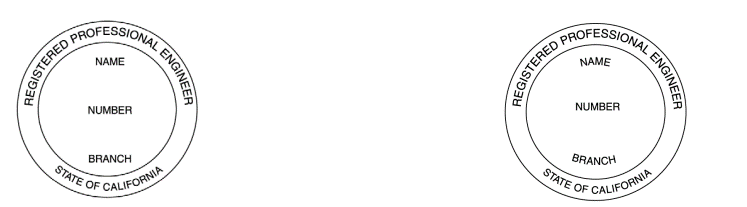 REGISTERED PROFESSIONAL ENGINEER
NAME
NUMBER
BRANCH
STATE OF CALIFORNIA
REGISTERED PROFESSIONAL ENGINEER
NAME
NUMBER
BRANCH
STATE OF CALIFORNIA